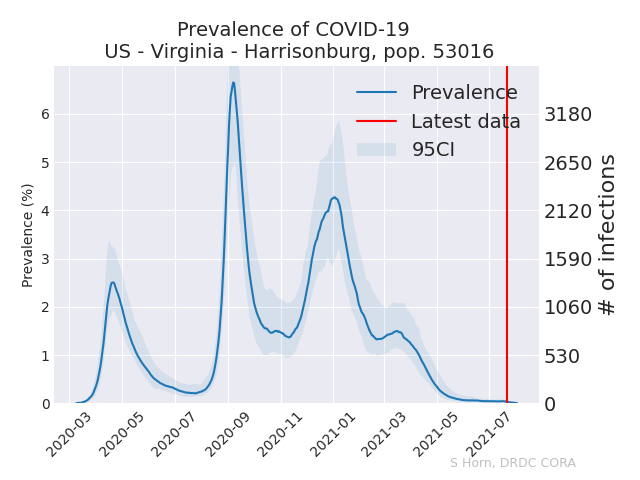 Prevalence of COVID-19
US - Virginia - Harrisonburg, pop. 53016
Prevalence
Latest data
95CI
Prevalence (%)
6
5
4
3
2
1
0
3180
2650
2120
1590
1060
530
0
# of infections
2020-03
2020-05
2020-07
2020-09
2020-11
2021-01
2021-03
2021-05
2021-07
S Horn, DRDC CORA